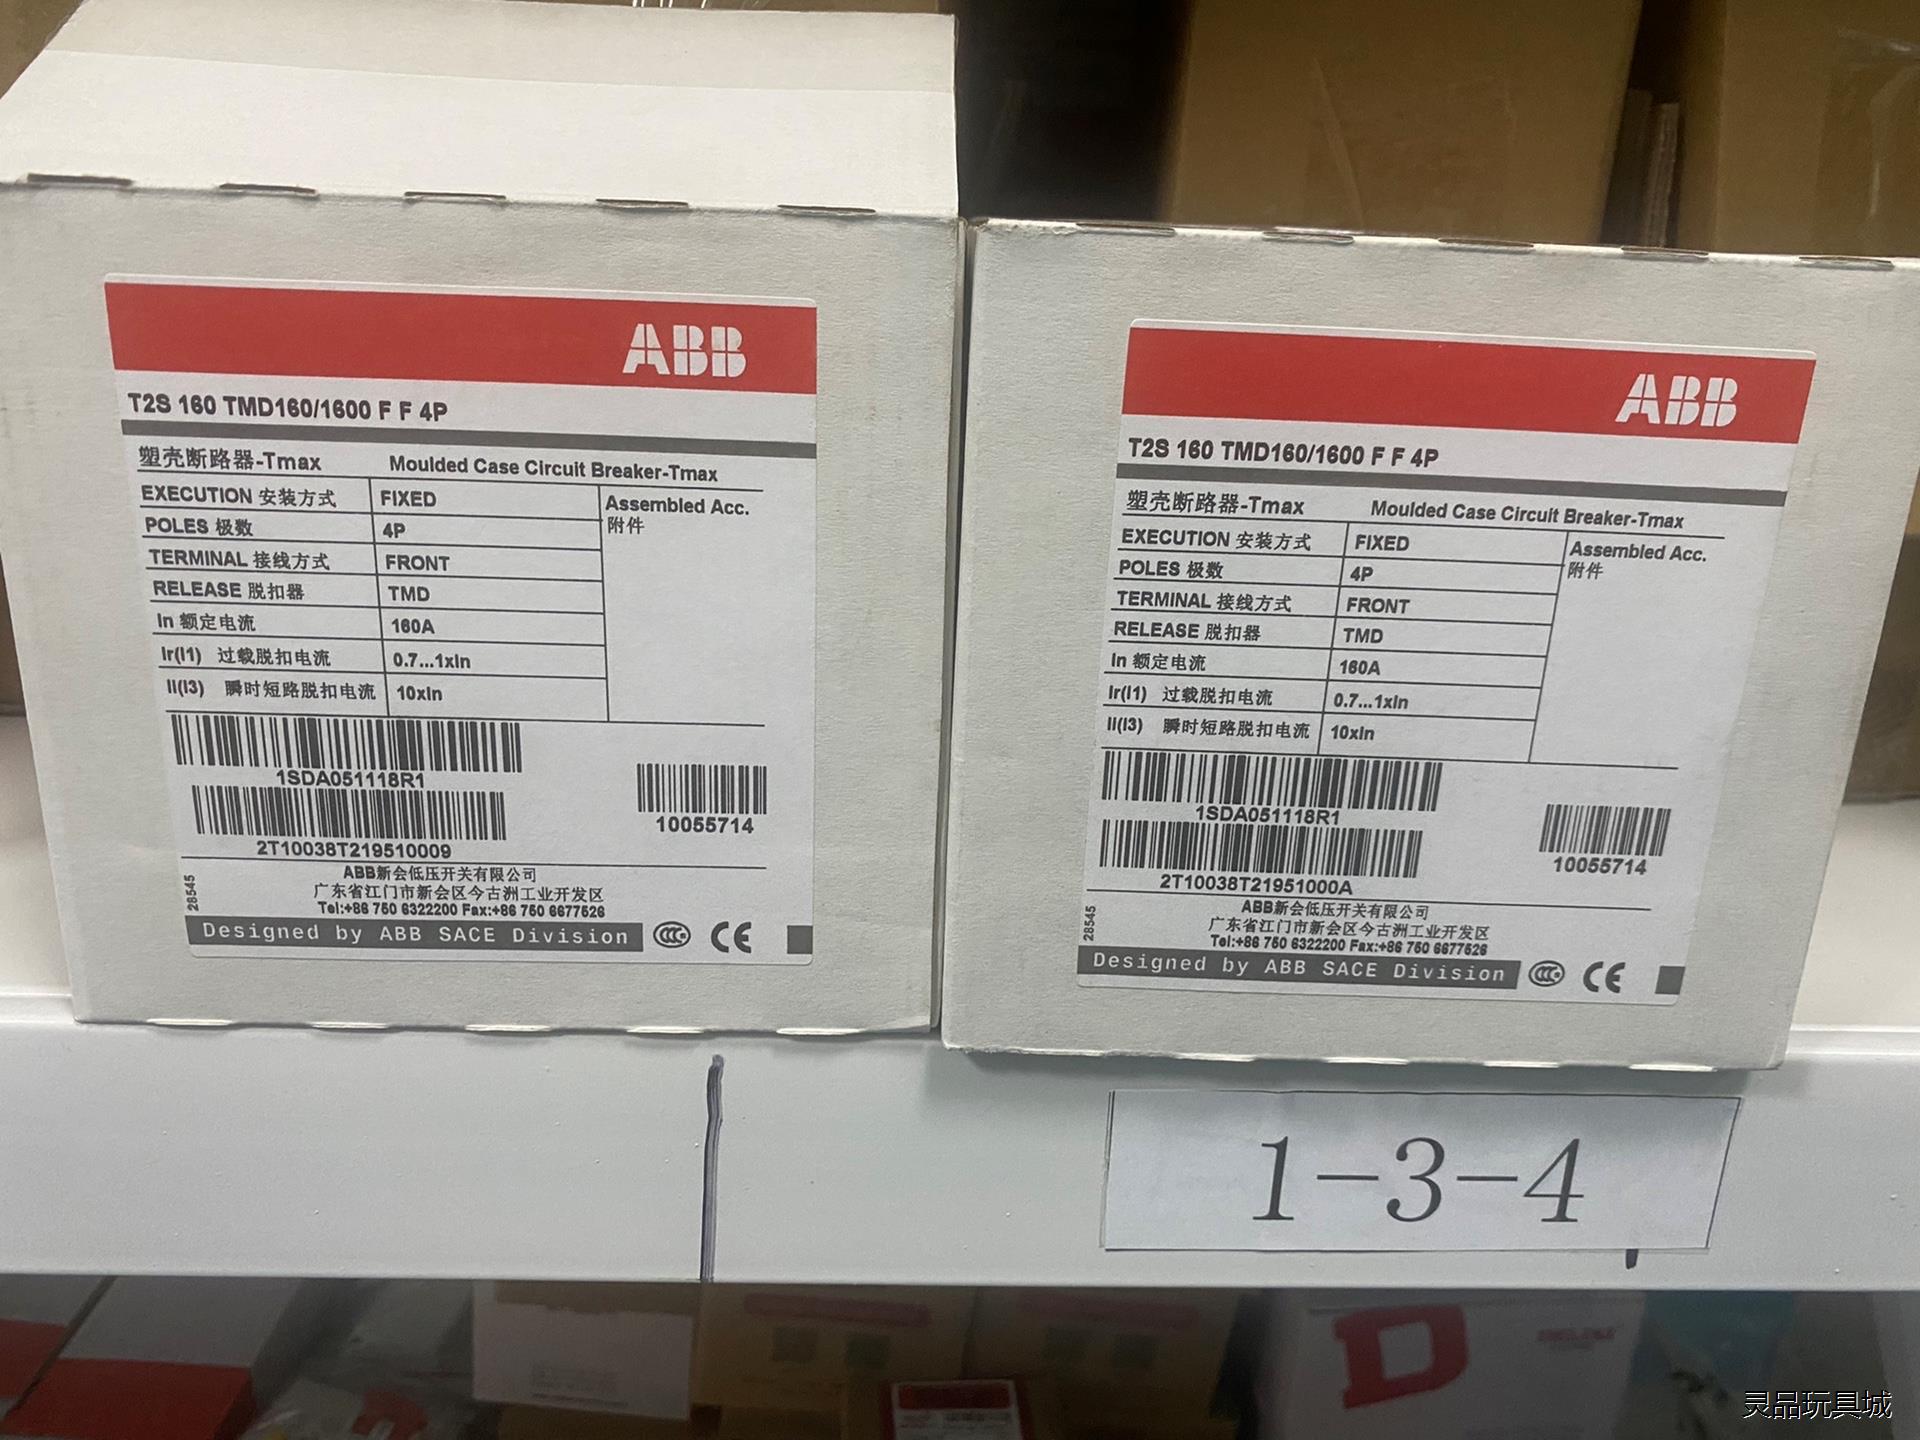 ABB
T2S 160 TMD160/1600 F F 4P
塑壳断路器-Tmax Moulded Case Circuit Breaker-Tmax
EXECUTION 安装方式 FIXED Assembled Acc.
附件
POLES 极数 4P
TERMINAL 接线方式 FRONT
RELEASE 脱扣器 TMD
In 额定电流 160A
Ir(I1) 过载脱扣电流 0.7...1xIn
Ii(I3) 瞬时短路脱扣电流 10xIn
1SDA051118R1
10055714
2T10038T219510009
ABB新会低压开关有限公司
广东省江门市新会区今古洲工业开发区
Tel:+86 750 6322200 Fax:+86 750 6677526
28545
Designed by ABB SACE Division CCC CE
ABB
T2S 160 TMD160/1600 F F 4P
塑壳断路器-Tmax Moulded Case Circuit Breaker-Tmax
EXECUTION 安装方式 FIXED Assembled Acc.
附件
POLES 极数 4P
TERMINAL 接线方式 FRONT
RELEASE 脱扣器 TMD
In 额定电流 160A
Ir(I1) 过载脱扣电流 0.7...1xIn
Ii(I3) 瞬时短路脱扣电流 10xIn
1SDA051118R1
10055714
2T10038T21951000A
ABB新会低压开关有限公司
广东省江门市新会区今古洲工业开发区
Tel:+86 750 6322200 Fax:+86 750 6677526
28545
Designed by ABB SACE Division CCC CE
1-3-4
D
灵品玩具城